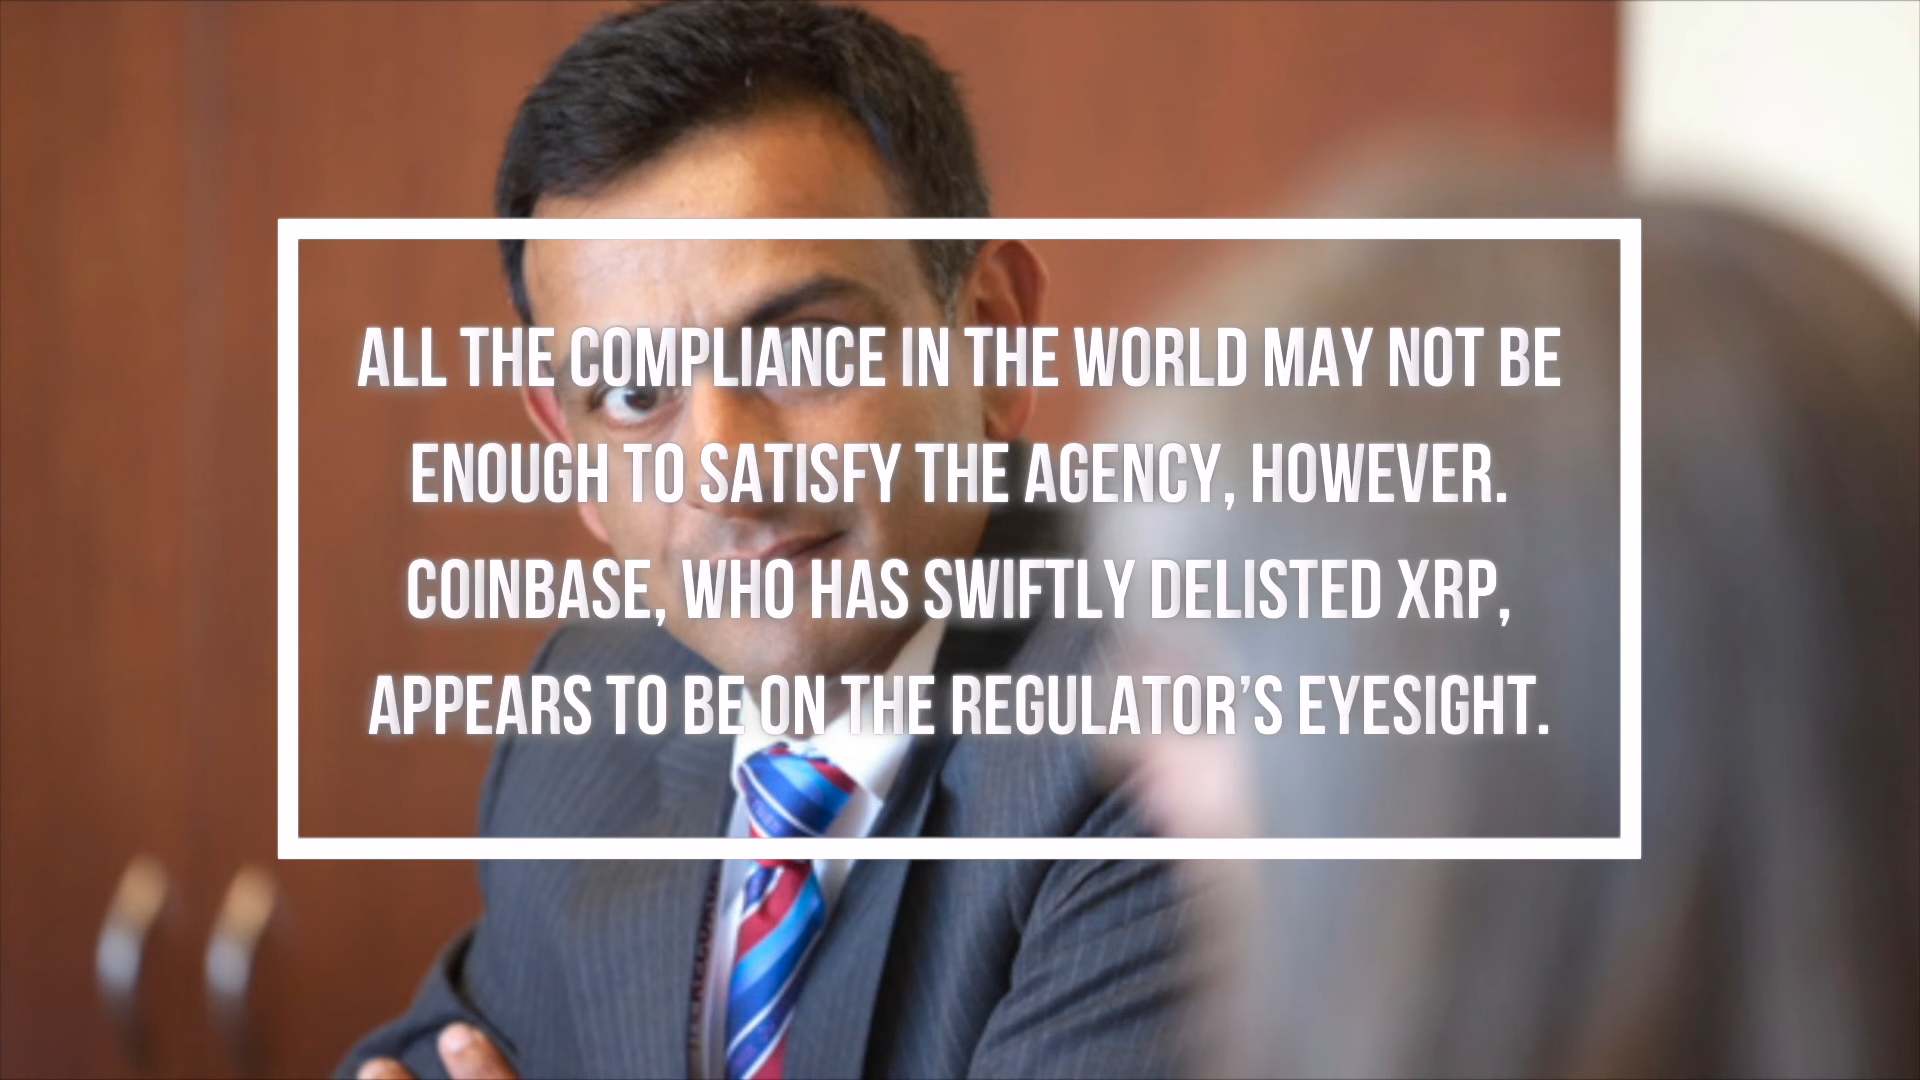 ALL THE COMPLIANCE IN THE WORLD MAY NOT BE
ENOUGH TO SATISFY THE AGENCY, HOWEVER.
COINBASE, WHO HAS SWIFTLY DELISTED XRP,
APPEARS TO BE ON THE REGULATOR’S EYESIGHT.